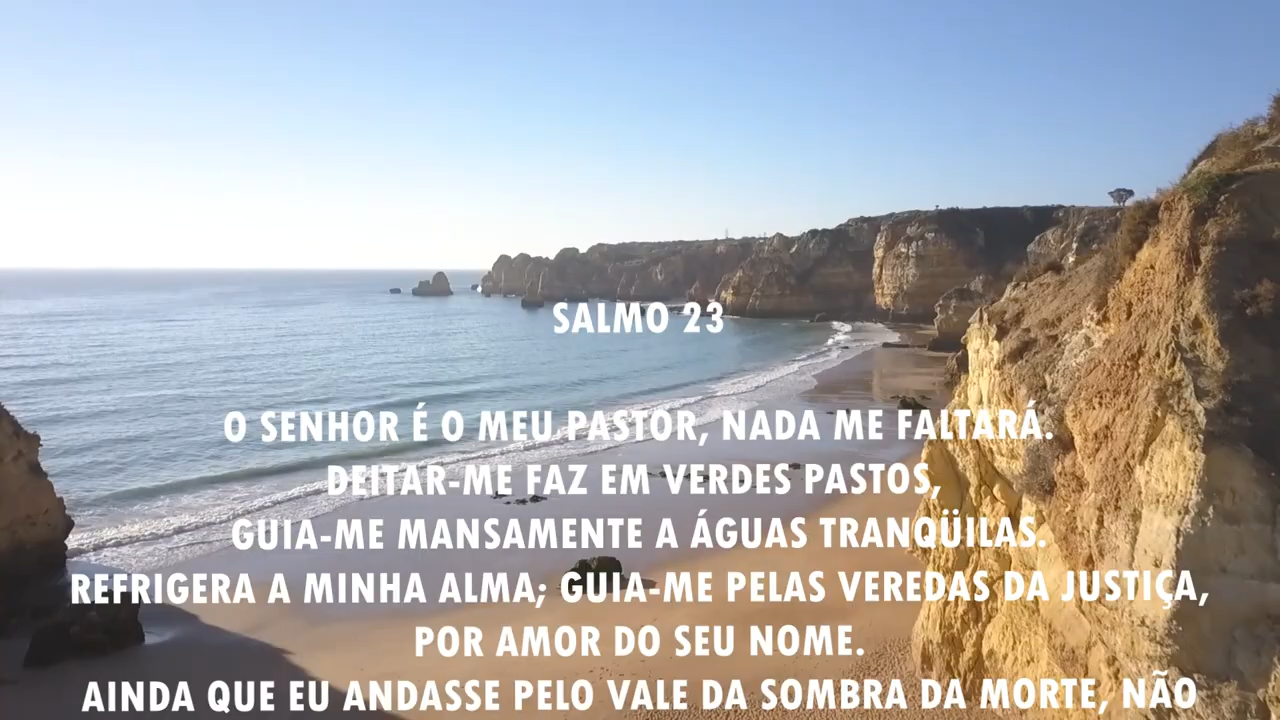 SALMO 23
O SENHOR É O MEU PASTOR, NADA ME FALTARÁ.
DEITAR-ME FAZ EM VERDES PASTOS,
GUIA-ME MANSAMENTE A ÁGUAS TRANQÜILAS.
REFRIGERA A MINHA ALMA; GUIA-ME PELAS VEREDAS DA JUSTIÇA,
POR AMOR DO SEU NOME.
AINDA QUE EU ANDASSE PELO VALE DA SOMBRA DA MORTE, NÃO